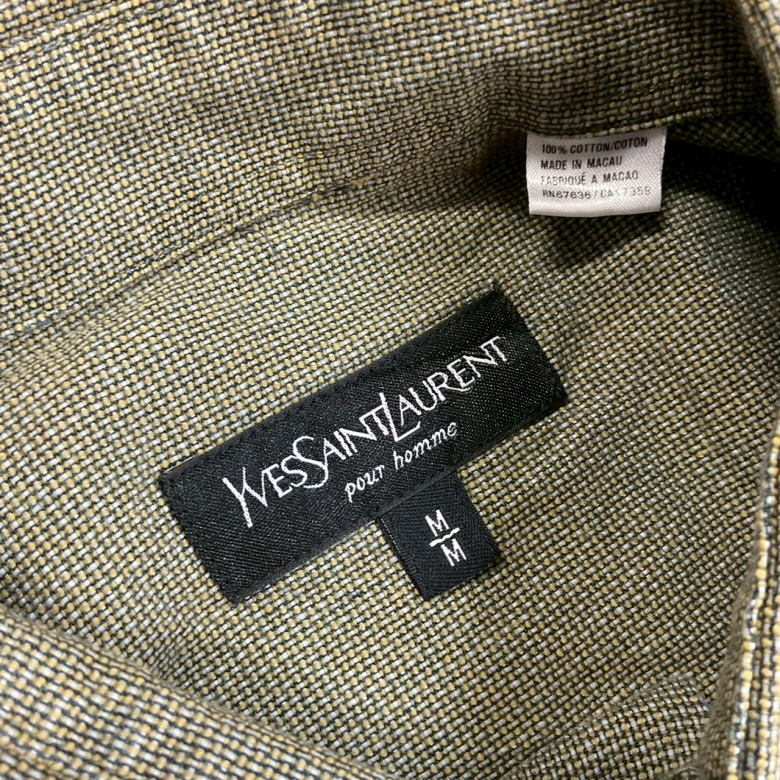 100% COTTON/COTON
MADE IN MACAU
FABRIQUÉ A MACAO
YVESSAINTLAURENT
pour homme
M
M